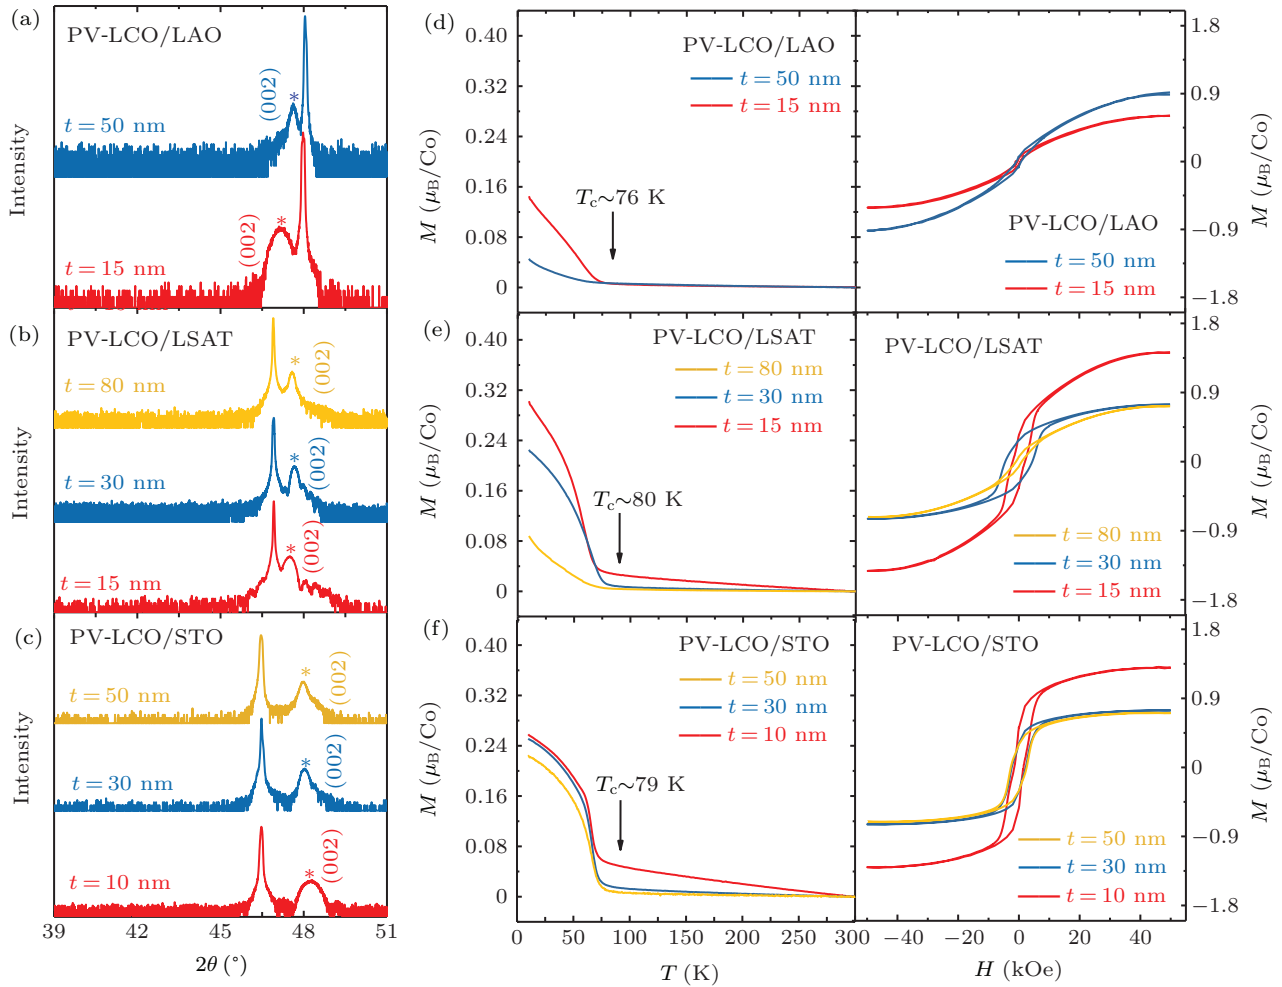 (a)
PV-LCO/LAO
(002)
*
t = 50 nm
(002)
*
t = 15 nm
Intensity
(b)
PV-LCO/LSAT
*
(002)
t = 80 nm
*
(002)
t = 30 nm
*
(002)
t = 15 nm
Intensity
(c)
PV-LCO/STO
*
(002)
t = 50 nm
*
(002)
t = 30 nm
*
(002)
t = 10 nm
Intensity
39 42 45 48 51
2θ (°)
(d)
PV-LCO/LAO
t = 50 nm
t = 15 nm
Tc~76 K
0.40
0.32
0.24
0.16
0.08
0
M (μB/Co)
PV-LCO/LAO
t = 50 nm
t = 15 nm
1.8
0.9
0
−0.9
−1.8
M (μB/Co)
(e)
PV-LCO/LSAT
t = 80 nm
t = 30 nm
t = 15 nm
Tc~80 K
0.40
0.32
0.24
0.16
0.08
0
M (μB/Co)
PV-LCO/LSAT
t = 80 nm
t = 30 nm
t = 15 nm
1.8
0.9
0
−0.9
−1.8
M (μB/Co)
(f)
PV-LCO/STO
t = 50 nm
t = 30 nm
t = 10 nm
Tc~79 K
0.40
0.32
0.24
0.16
0.08
0
M (μB/Co)
0 50 100 150 200 250 300
T (K)
PV-LCO/STO
t = 50 nm
t = 30 nm
t = 10 nm
1.8
0.9
0
−0.9
−1.8
M (μB/Co)
−40 −20 0 20 40
H (kOe)